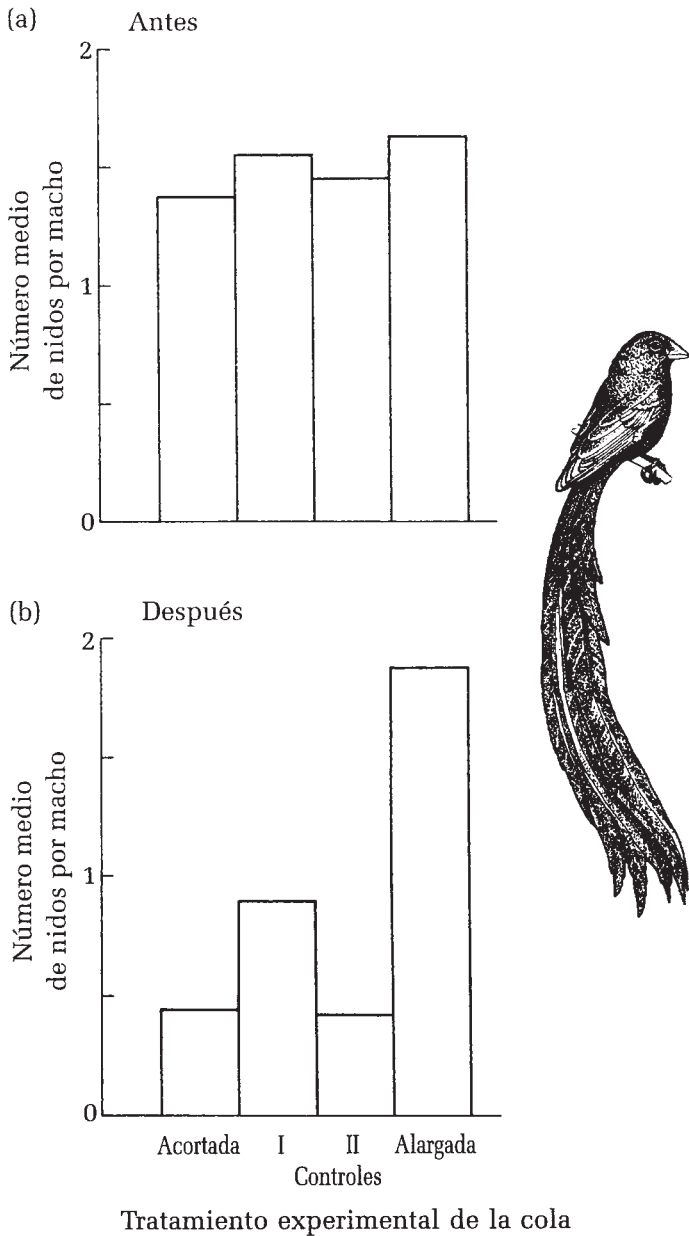 (a) Antes
2
1
0
Número medio
de nidos por macho
(b) Después
2
1
0
Número medio
de nidos por macho
Acortada I II Alargada
Controles
Tratamiento experimental de la cola